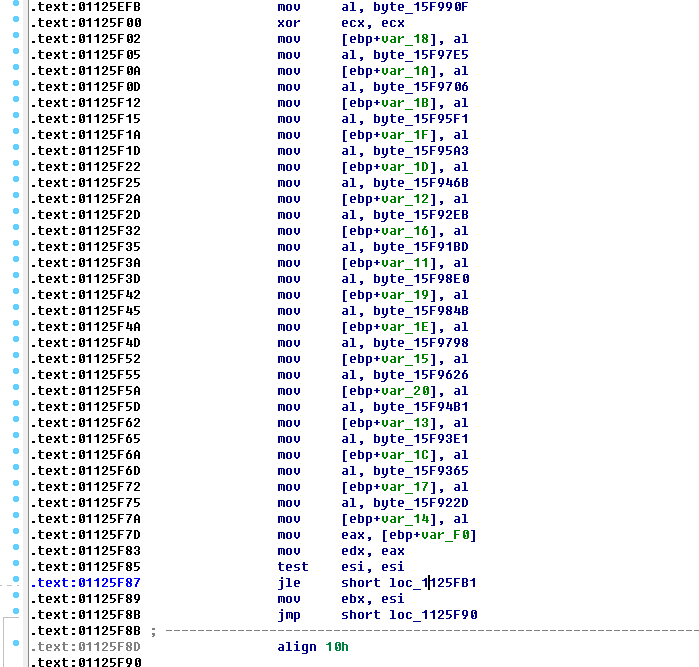 .text:01125EFB mov al, byte_15F990F
.text:01125F00 xor ecx, ecx
.text:01125F02 mov [ebp+var_18], al
.text:01125F05 mov al, byte_15F97E5
.text:01125F0A mov [ebp+var_1A], al
.text:01125F0D mov al, byte_15F9706
.text:01125F12 mov [ebp+var_1B], al
.text:01125F15 mov al, byte_15F95F1
.text:01125F1A mov [ebp+var_1F], al
.text:01125F1D mov al, byte_15F95A3
.text:01125F22 mov [ebp+var_1D], al
.text:01125F25 mov al, byte_15F946B
.text:01125F2A mov [ebp+var_12], al
.text:01125F2D mov al, byte_15F92EB
.text:01125F32 mov [ebp+var_16], al
.text:01125F35 mov al, byte_15F91BD
.text:01125F3A mov [ebp+var_11], al
.text:01125F3D mov al, byte_15F98E0
.text:01125F42 mov [ebp+var_19], al
.text:01125F45 mov al, byte_15F984B
.text:01125F4A mov [ebp+var_1E], al
.text:01125F4D mov al, byte_15F9798
.text:01125F52 mov [ebp+var_15], al
.text:01125F55 mov al, byte_15F9626
.text:01125F5A mov [ebp+var_20], al
.text:01125F5D mov al, byte_15F94B1
.text:01125F62 mov [ebp+var_13], al
.text:01125F65 mov al, byte_15F93E1
.text:01125F6A mov [ebp+var_1C], al
.text:01125F6D mov al, byte_15F9365
.text:01125F72 mov [ebp+var_17], al
.text:01125F75 mov al, byte_15F922D
.text:01125F7A mov [ebp+var_14], al
.text:01125F7D mov eax, [ebp+var_F0]
.text:01125F83 mov edx, eax
.text:01125F85 test esi, esi
.text:01125F87 jle short loc_1125FB1
.text:01125F89 mov ebx, esi
.text:01125F8B jmp short loc_1125F90
.text:01125F8B ; ---------------------------------------------------------------------------
.text:01125F8D align 10h
.text:01125F90